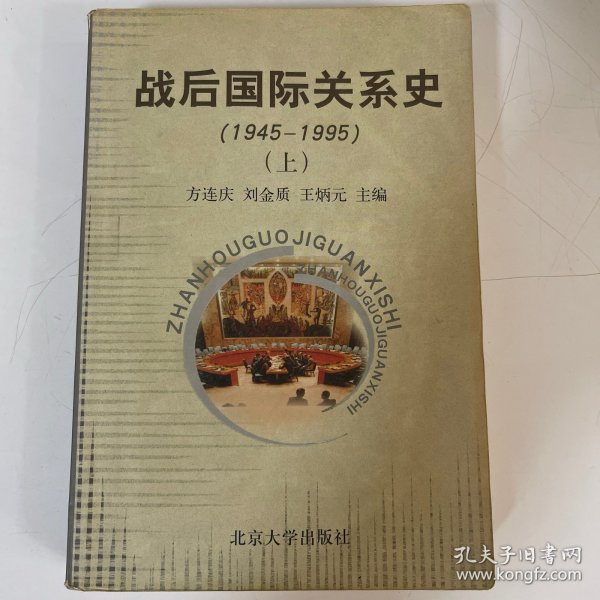 战后国际关系史
(1945-1995)
(上)
方连庆 刘金质 王炳元 主编
ZHANHOUGUOJIGUANXISHI
ZHANHOUGUOJIGUANXISHI
北京大学出版社
孔夫子旧书网
www.kongfz.com